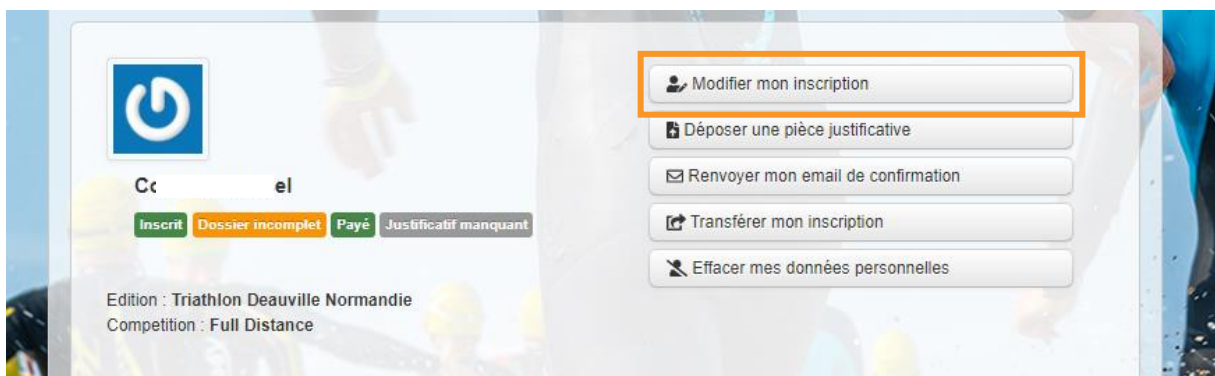 Modifier mon inscription
Déposer une pièce justificative
Renvoyer mon email de confirmation
Transférer mon inscription
Effacer mes données personnelles
Inscrit Dossier incomplet Payé Justificatif manquant
Edition : Triathlon Deauville Normandie
Competition : Full Distance